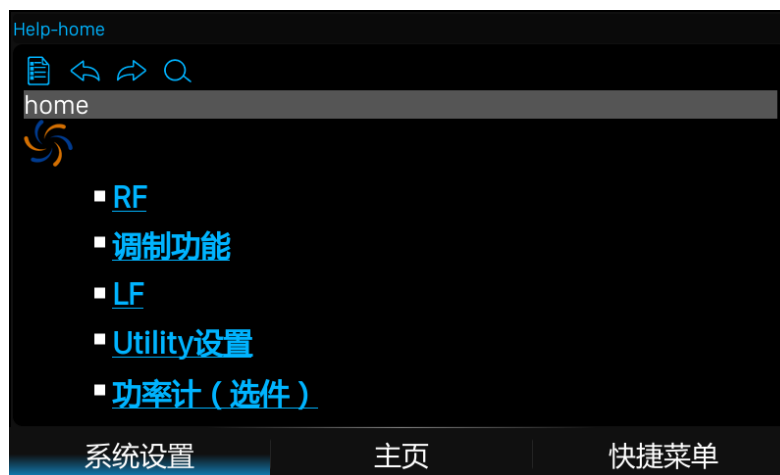 Help-home
home
RF
调制功能
LF
Utility设置
功率计（选件）
系统设置 主页 快捷菜单